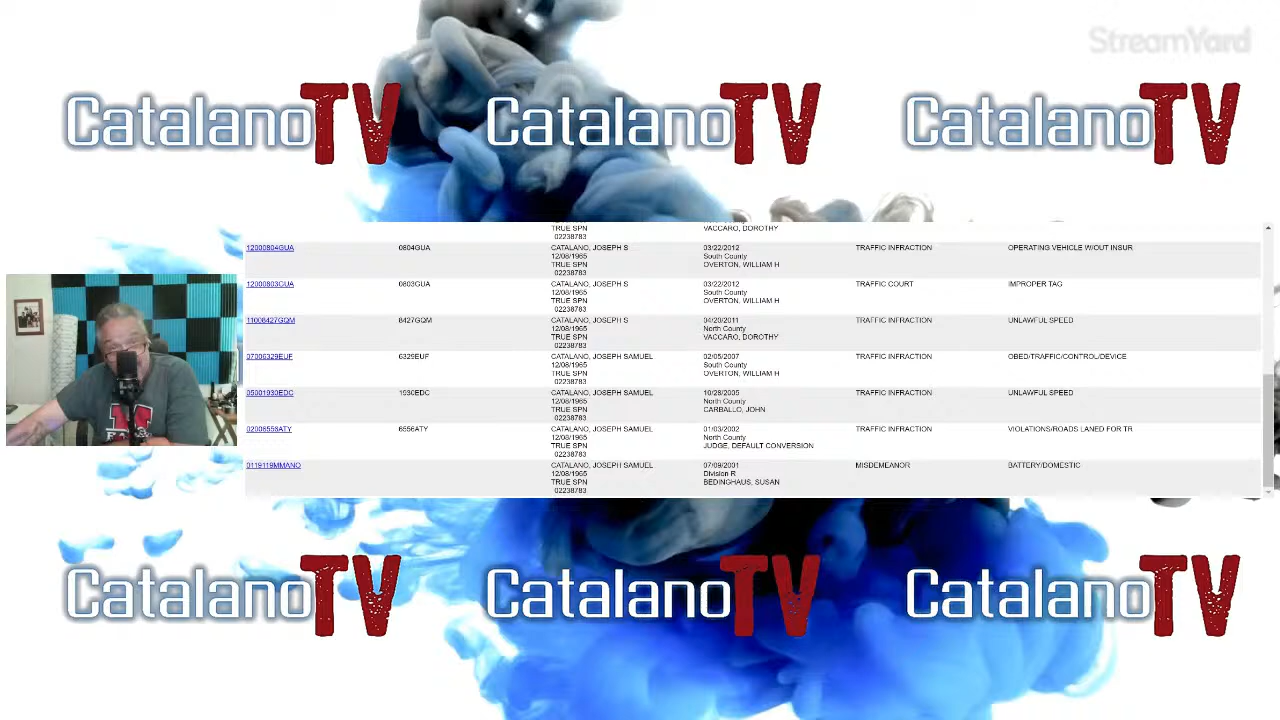 StreamYard
CatalanoTV CatalanoTV CatalanoTV
TRUE SPN VACCARO, DOROTHY
02238783
12000804GUA 0804GUA CATALANO, JOSEPH S 03/22/2012 TRAFFIC INFRACTION OPERATING VEHICLE W/OUT INSUR
12/08/1965 South County
TRUE SPN OVERTON, WILLIAM H
02238783
12000803GUA 0803GUA CATALANO, JOSEPH S 03/22/2012 TRAFFIC COURT IMPROPER TAG
12/08/1965 South County
TRUE SPN OVERTON, WILLIAM H
02238783
11008427GQM 8427GQM CATALANO, JOSEPH S 04/20/2011 TRAFFIC INFRACTION UNLAWFUL SPEED
12/08/1965 North County
TRUE SPN VACCARO, DOROTHY
02238783
07006329EUF 6329EUF CATALANO, JOSEPH SAMUEL 02/05/2007 TRAFFIC INFRACTION OBED/TRAFFIC/CONTROL/DEVICE
12/08/1965 South County
TRUE SPN OVERTON, WILLIAM H
02238783
05001930EDC 1930EDC CATALANO, JOSEPH SAMUEL 10/28/2005 TRAFFIC INFRACTION UNLAWFUL SPEED
12/08/1965 North County
TRUE SPN CARBALLO, JOHN
02238783
02006556ATY 6556ATY CATALANO, JOSEPH SAMUEL 01/03/2002 TRAFFIC INFRACTION VIOLATIONS/ROADS LANED FOR TR
12/08/1965 North County
TRUE SPN JUDGE, DEFAULT CONVERSION
02238783
0119119MMANO CATALANO, JOSEPH SAMUEL 07/09/2001 MISDEMEANOR BATTERY/DOMESTIC
12/08/1965 Division R
TRUE SPN BEDINGHAUS, SUSAN
02238783
CatalanoTV CatalanoTV CatalanoTV